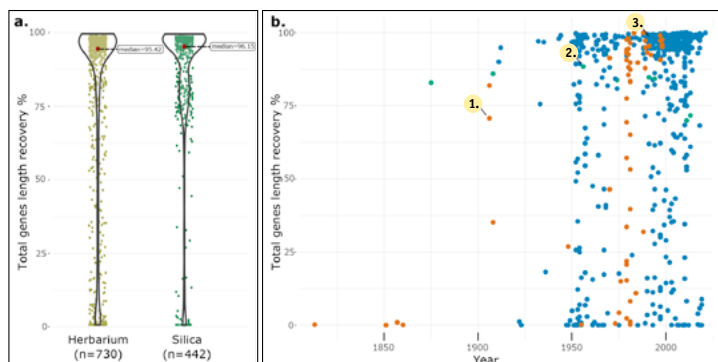 a.
Total genes length recovery %
100
75
50
25
0
median=95.42
median=96.15
Herbarium
(n=730)
Silica
(n=442)
b.
Total genes length recovery %
100
75
50
25
0
1.
2.
3.
1850
1900
1950
2000
Year